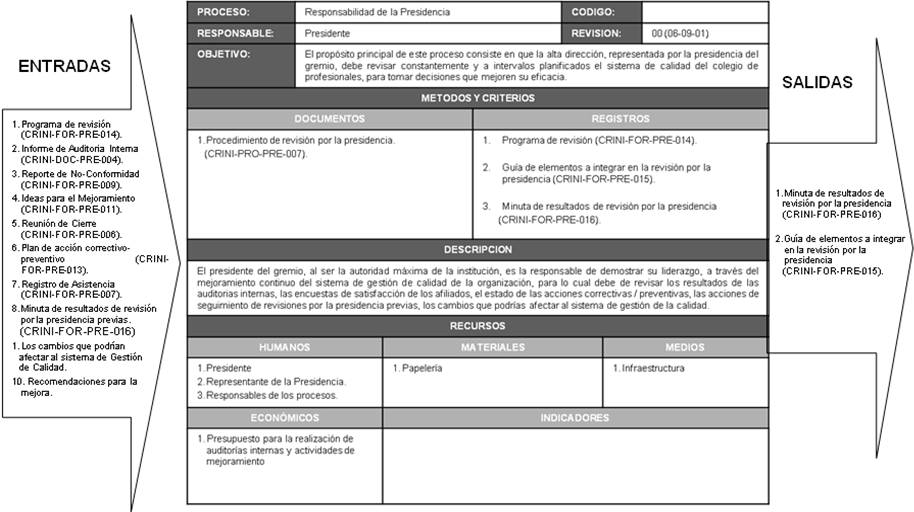 ENTRADAS
1. Programa de revisión
(CRINI-FOR-PRE-014).
2. Informe de Auditoria Interna
(CRINI-DOC-PRE-004).
3. Reporte de No-Conformidad
(CRINI-FOR-PRE-009).
4. Ideas para el Mejoramiento
(CRINI-FOR-PRE-011).
5. Reunión de Cierre
(CRINI-FOR-PRE-006).
6. Plan de acción correctivo-
preventivo (CRINI-
FOR-PRE-013).
7. Registro de Asistencia
(CRINI-FOR-PRE-007).
8. Minuta de resultados de revisión
por la presidencia previas.
(CRINI-FOR-PRE-016)
1. Los cambios que podrían
afectar al sistema de Gestión
de Calidad.
10. Recomendaciones para la
mejora.
PROCESO: Responsabilidad de la Presidencia CODIGO:
RESPONSABLE: Presidente REVISION: 00 (06-09-01)
OBJETIVO: El propósito principal de este proceso consiste en que la alta dirección, representada por la presidencia del
gremio, debe revisar constantemente y a intervalos planificados el sistema de calidad del colegio de
profesionales, para tomar decisiones que mejoren su eficacia.
METODOS Y CRITERIOS
DOCUMENTOS REGISTROS
1. Procedimiento de revisión por la presidencia.
(CRINI-PRO-PRE-007).
1. Programa de revisión (CRINI-FOR-PRE-014).
2. Guía de elementos a integrar en la revisión por la
presidencia (CRINI-FOR-PRE-015).
3. Minuta de resultados de revisión por la presidencia
(CRINI-FOR-PRE-016).
DESCRIPCION
El presidente del gremio, al ser la autoridad máxima de la institución, es la responsable de demostrar su liderazgo, a través del
mejoramiento continuo del sistema de gestión de calidad de la organización, para lo cual debe de revisar los resultados de las
auditorias internas, las encuestas de satisfacción de los afiliados, el estado de las acciones correctivas / preventivas, las acciones de
seguimiento de revisiones por la presidencia previas, los cambios que podrías afectar al sistema de gestión de la calidad.
RECURSOS
HUMANOS MATERIALES MEDIOS
1. Presidente
2. Representante de la Presidencia.
3. Responsables de los procesos.
1. Papelería
1. Infraestructura
ECONÓMICOS INDICADORES
1. Presupuesto para la realización de
auditorías internas y actividades de
mejoramiento
SALIDAS
1. Minuta de resultados de
revisión por la presidencia
(CRINI-FOR-PRE-016)
2. Guía de elementos a integrar
en la revisión por la
presidencia
(CRINI-FOR-PRE-015).